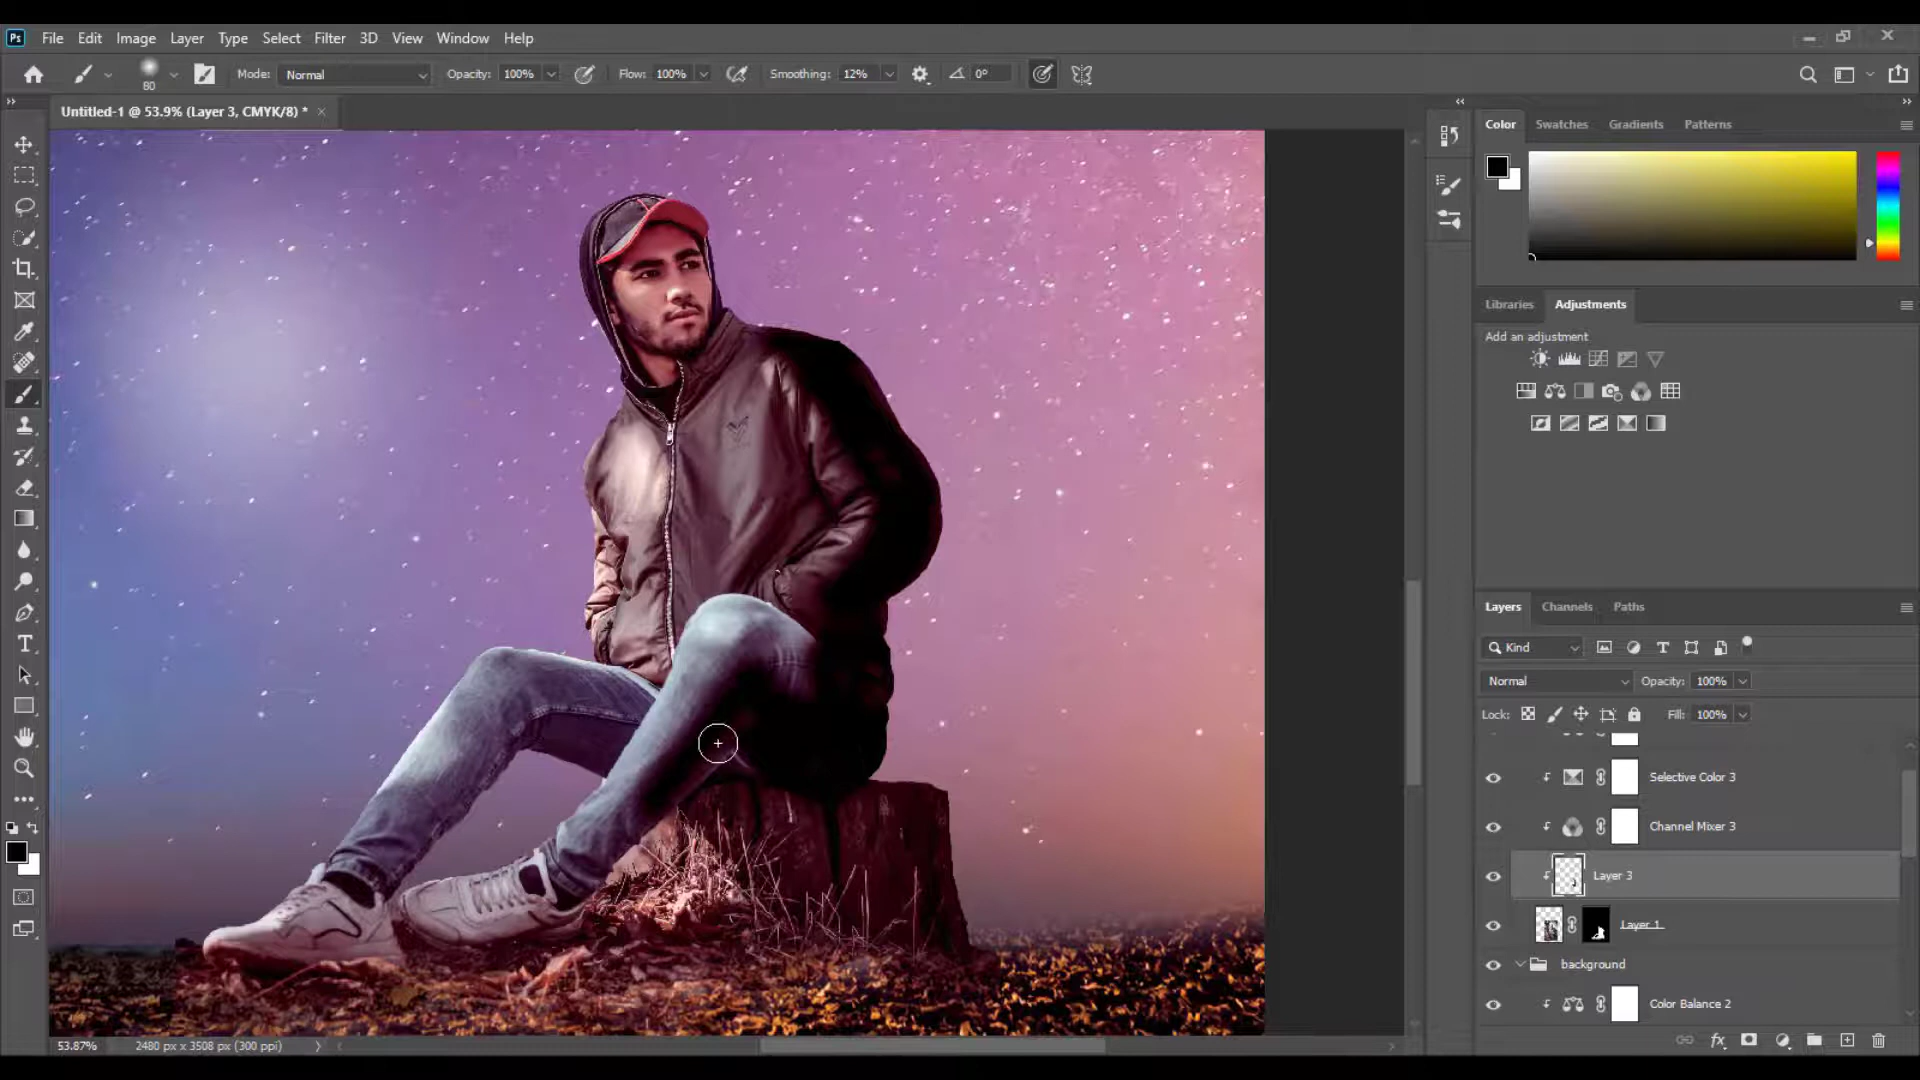 Ps File Edit Image Layer Type Select Filter 3D View Window Help
80 Mode: Normal Opacity: 100% Flow: 100% Smoothing: 12% 0°
Untitled-1 @ 53.9% (Layer 3, CMYK/8) * ×
Color Swatches Gradients Patterns
Libraries Adjustments
Add an adjustment
Layers Channels Paths
Kind
Normal Opacity: 100%
Lock: Fill: 100%
Selective Color 3
Channel Mixer 3
Layer 3
Layer 1
background
Color Balance 2
53.87% 2480 px x 3508 px (300 ppi)